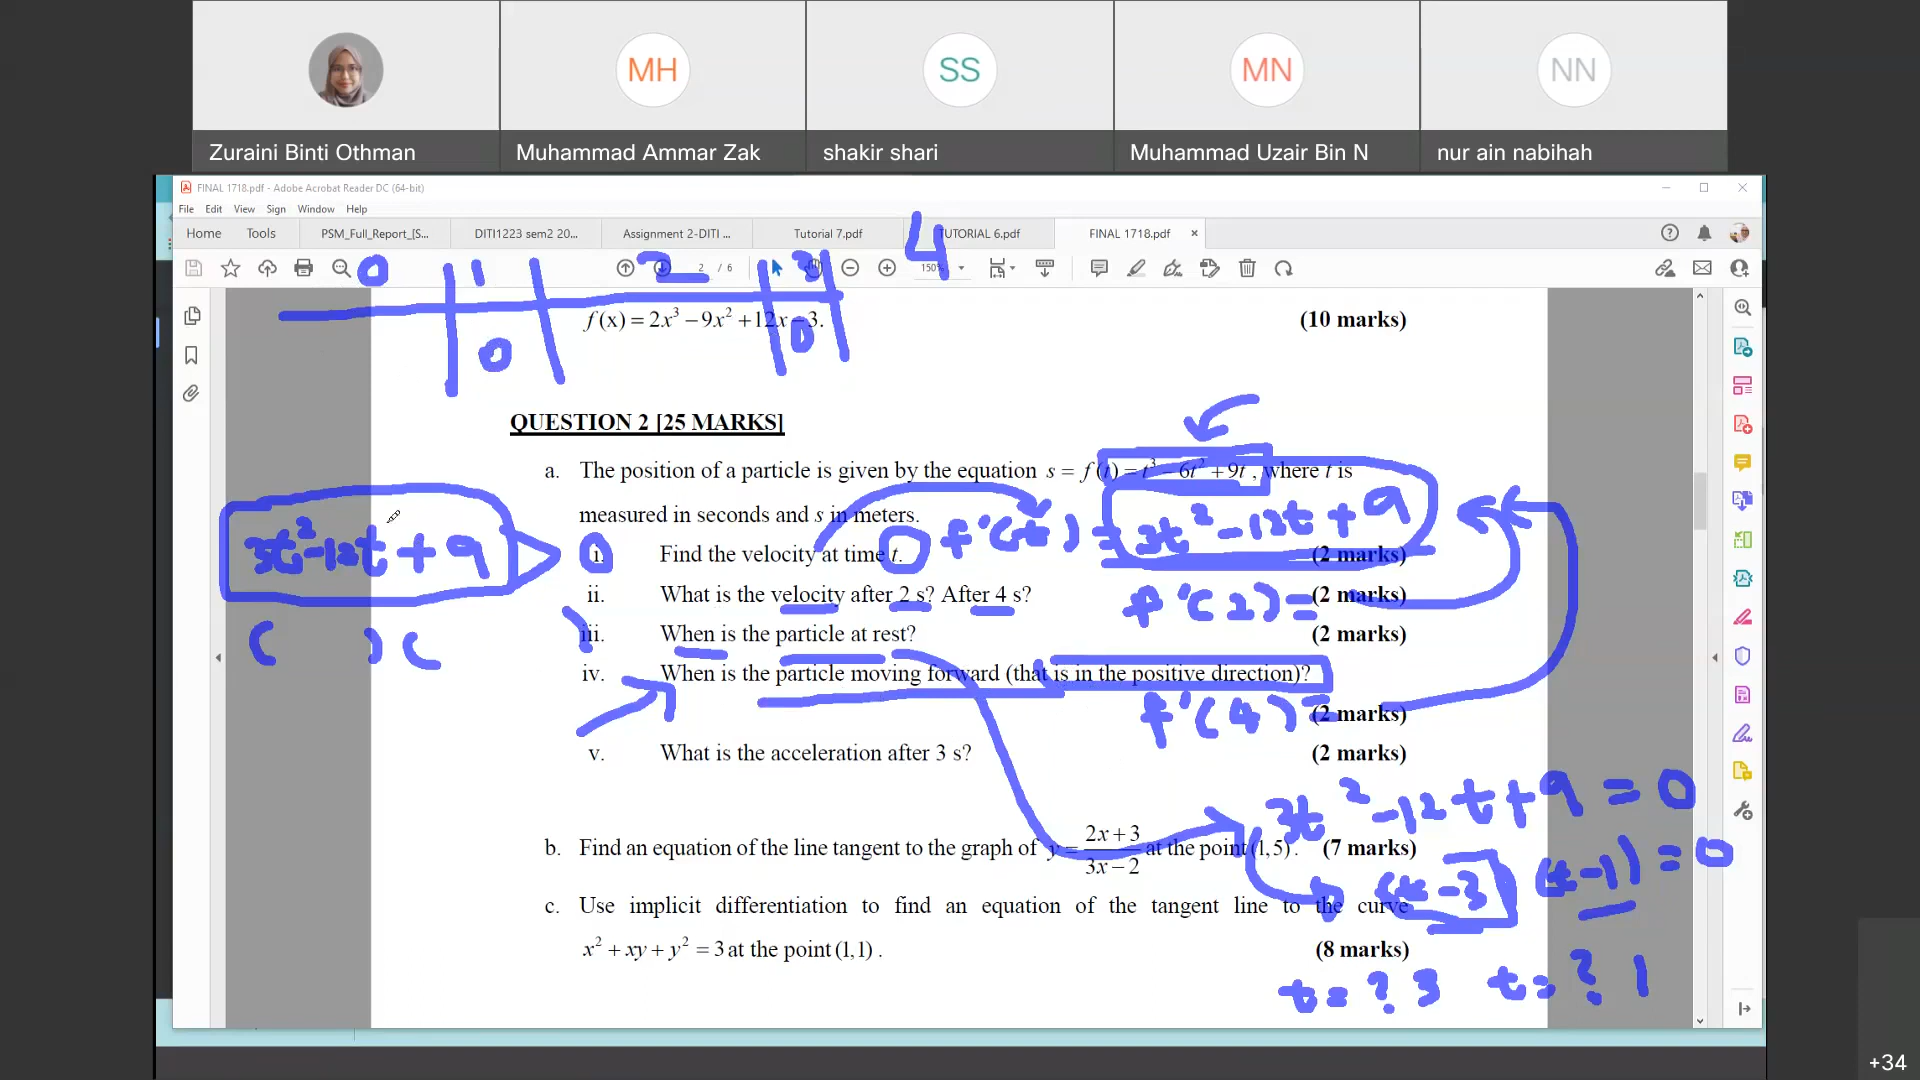 MH
SS
MN
NN
Zuraini Binti Othman
Muhammad Ammar Zak
shakir shari
Muhammad Uzair Bin N
nur ain nabihah
FINAL 1718.pdf - Adobe Acrobat Reader DC (64-bit)
File Edit View Sign Window Help
Home Tools PSM_Full_Report_[S... DITI1223 sem2 20... Assignment 2-DITI ... Tutorial 7.pdf TUTORIAL 6.pdf FINAL 1718.pdf ×
2 / 6 150%
0 1 2 3 4
0 0
f(x) = 2x³ − 9x² + 12x − 3. (10 marks)
QUESTION 2 [25 MARKS]
a. The position of a particle is given by the equation s = f(t) = t³ − 6t² + 9t, where t is
measured in seconds and s in meters.
f'(t) = 3t² - 12t + 9
3t² - 12t + 9 > 0
i. Find the velocity at time t. (2 marks)
ii. What is the velocity after 2 s? After 4 s? f'(2) = (2 marks)
( ) ( )
iii. When is the particle at rest? (2 marks)
iv. When is the particle moving forward (that is in the positive direction)?
f'(4) = (2 marks)
v. What is the acceleration after 3 s? (2 marks)
3t² - 12t + 9 = 0
b. Find an equation of the line tangent to the graph of y = (2x + 3)/(3x − 2) at the point (1, 5). (7 marks)
(t - 3) (t - 1) = 0
c. Use implicit differentiation to find an equation of the tangent line to the curve
x² + xy + y² = 3 at the point (1, 1). (8 marks)
t = ? 3 t = ? 1
+34